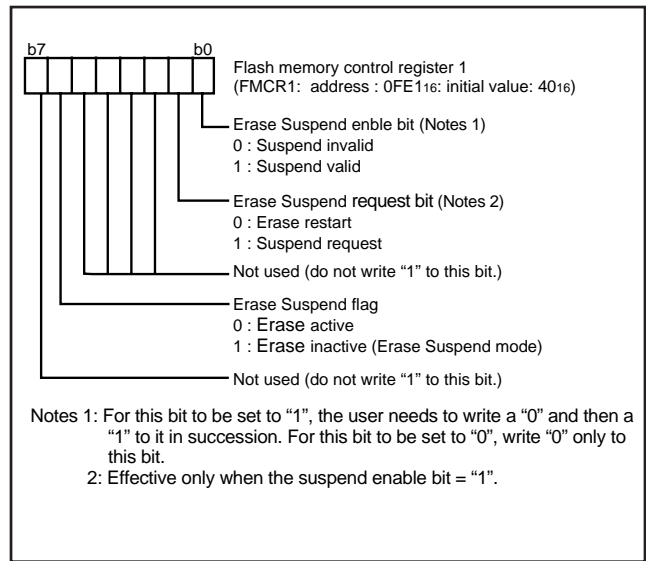 b7 b0
Flash memory control register 1
(FMCR1: address : 0FE116: initial value: 4016)
Erase Suspend enble bit (Notes 1)
0 : Suspend invalid
1 : Suspend valid
Erase Suspend request bit (Notes 2)
0 : Erase restart
1 : Suspend request
Not used (do not write “1” to this bit.)
Erase Suspend flag
0 : Erase active
1 : Erase inactive (Erase Suspend mode)
Not used (do not write “1” to this bit.)
Notes 1: For this bit to be set to “1”, the user needs to write a “0” and then a
“1” to it in succession. For this bit to be set to “0”, write “0” only to
this bit.
2: Effective only when the suspend enable bit = “1”.